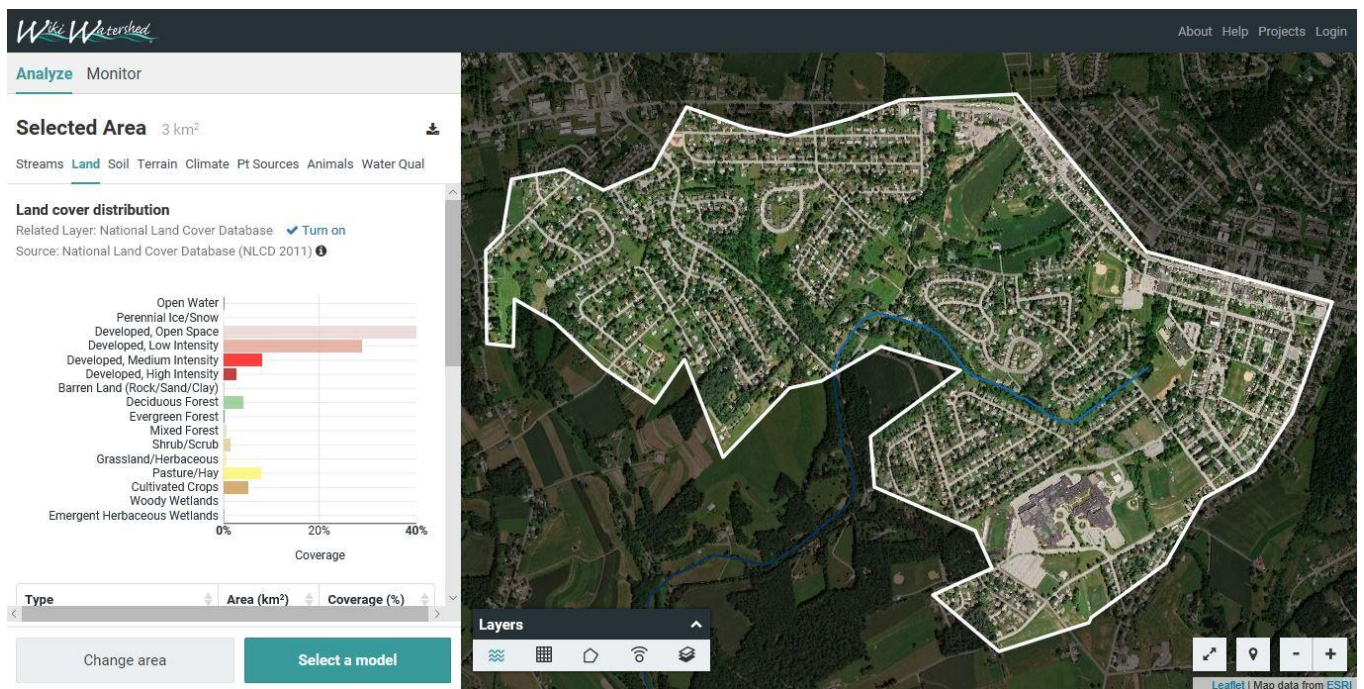 Wiki Watershed
About Help Projects Login
Analyze Monitor
Selected Area 3 km²
Streams Land Soil Terrain Climate Pt Sources Animals Water Qual
Land cover distribution
Related Layer: National Land Cover Database Turn on
Source: National Land Cover Database (NLCD 2011)
Open Water
Perennial Ice/Snow
Developed, Open Space
Developed, Low Intensity
Developed, Medium Intensity
Developed, High Intensity
Barren Land (Rock/Sand/Clay)
Deciduous Forest
Evergreen Forest
Mixed Forest
Shrub/Scrub
Grassland/Herbaceous
Pasture/Hay
Cultivated Crops
Woody Wetlands
Emergent Herbaceous Wetlands
0% 20% 40%
Coverage
Type Area (km²) Coverage (%)
Change area Select a model
Layers
- +
Leaflet | Map data from ESRI